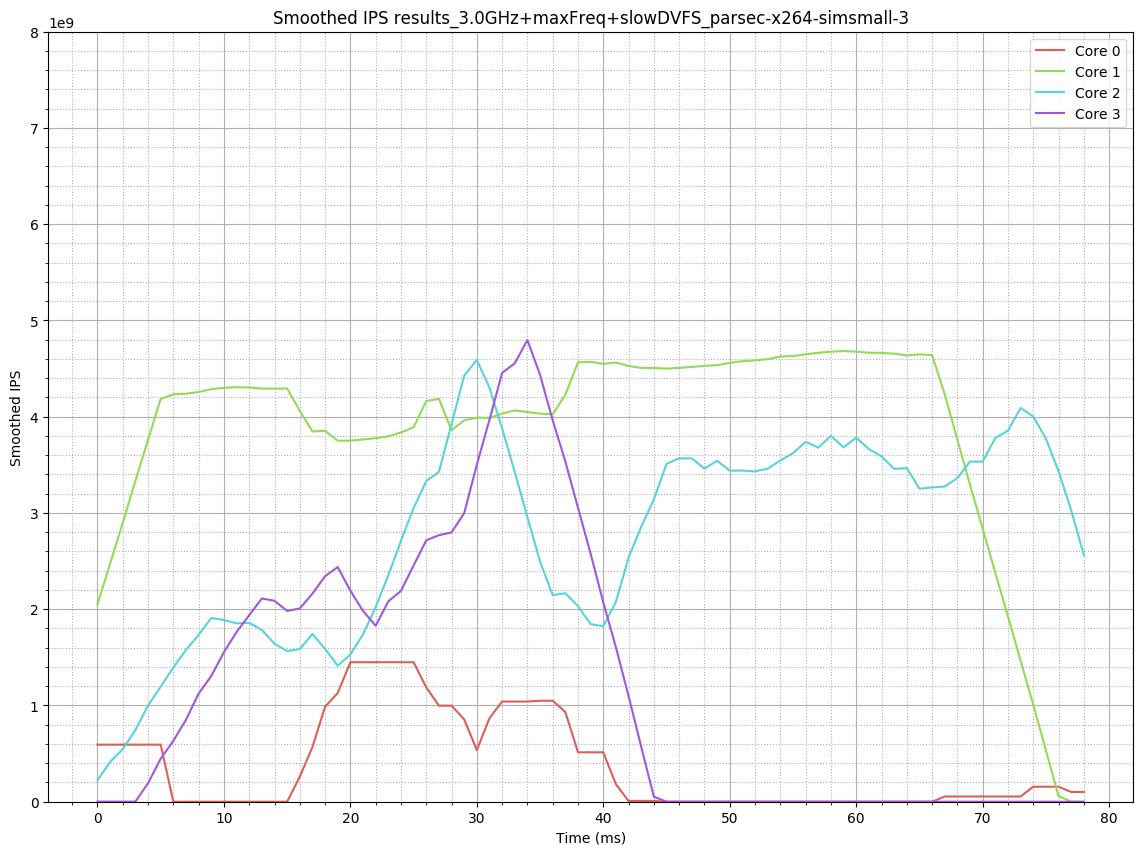 Smoothed IPS results_3.0GHz+maxFreq+slowDVFS_parsec-x264-simsmall-3
1e9
8
7
6
5
4
3
2
1
0
Smoothed IPS
Core 0
Core 1
Core 2
Core 3
0 10 20 30 40 50 60 70 80
Time (ms)